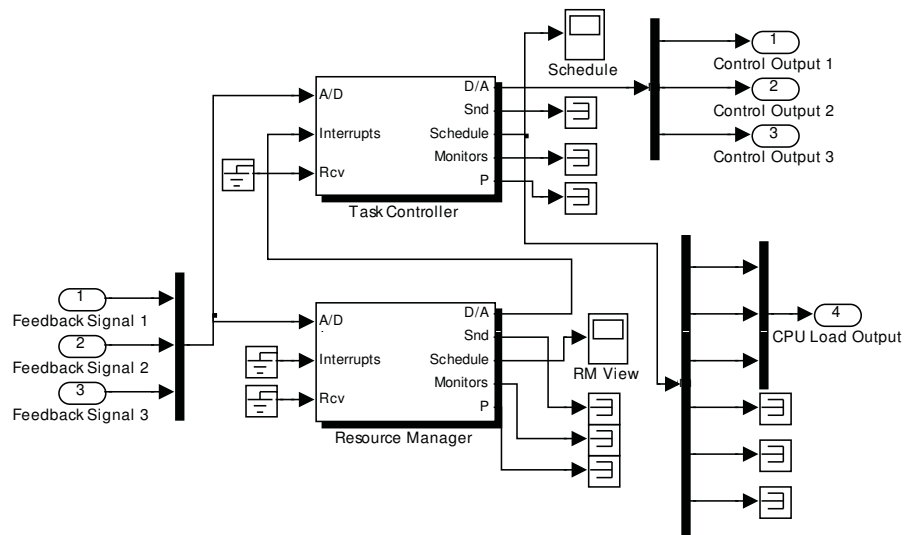 1
Control Output 1
2
Control Output 2
3
Control Output 3
Schedule
A/D
Interrupts
Rcv
D/A
Snd
Schedule
Monitors
P
Task Controller
1
Feedback Signal 1
2
Feedback Signal 2
3
Feedback Signal 3
A/D
Interrupts
Rcv
D/A
Snd
Schedule
Monitors
P
Resource Manager
RM View
4
CPU Load Output